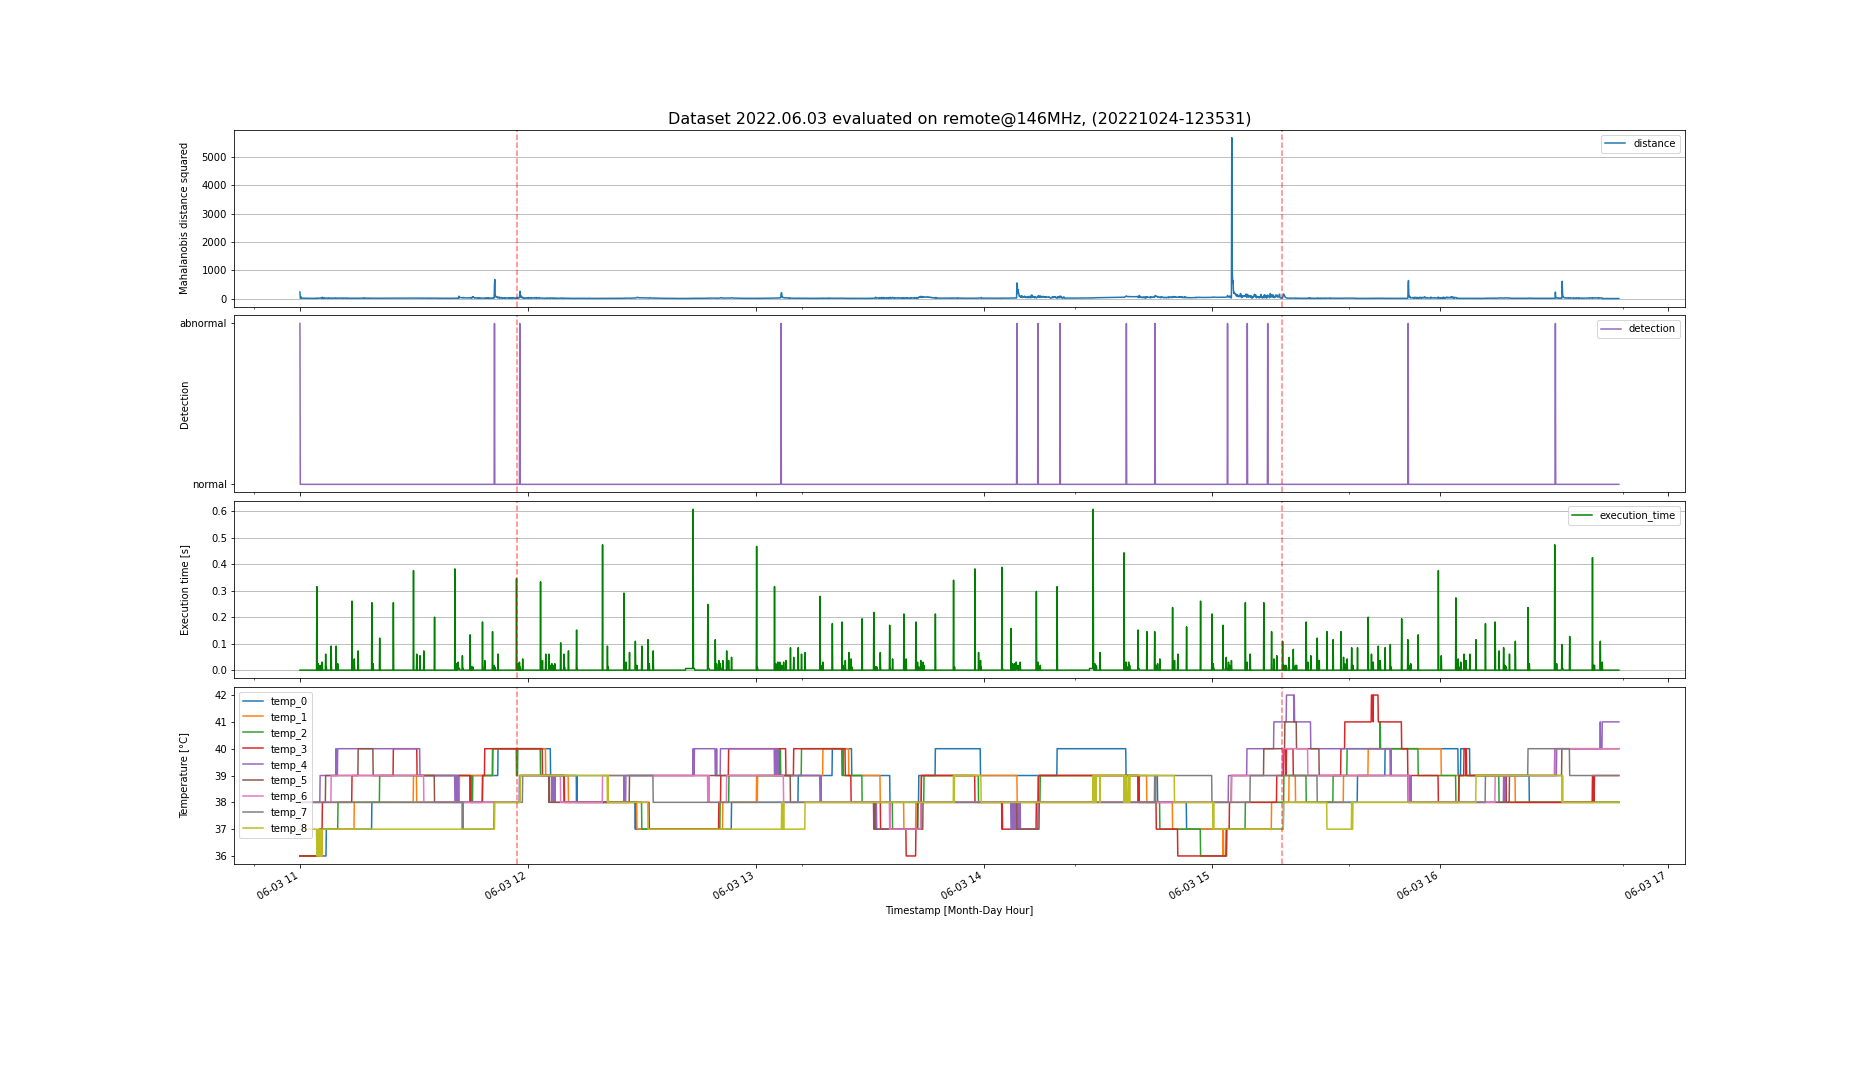 Dataset 2022.06.03 evaluated on remote@146MHz, (20221024-123531)
Mahalanobis distance squared
5000
4000
3000
2000
1000
0
distance
Detection
abnormal
normal
detection
Execution time [s]
0.6
0.5
0.4
0.3
0.2
0.1
0.0
execution_time
Temperature [°C]
42
41
40
39
38
37
36
temp_0
temp_1
temp_2
temp_3
temp_4
temp_5
temp_6
temp_7
temp_8
06-03 11
06-03 12
06-03 13
06-03 14
06-03 15
06-03 16
06-03 17
Timestamp [Month-Day Hour]